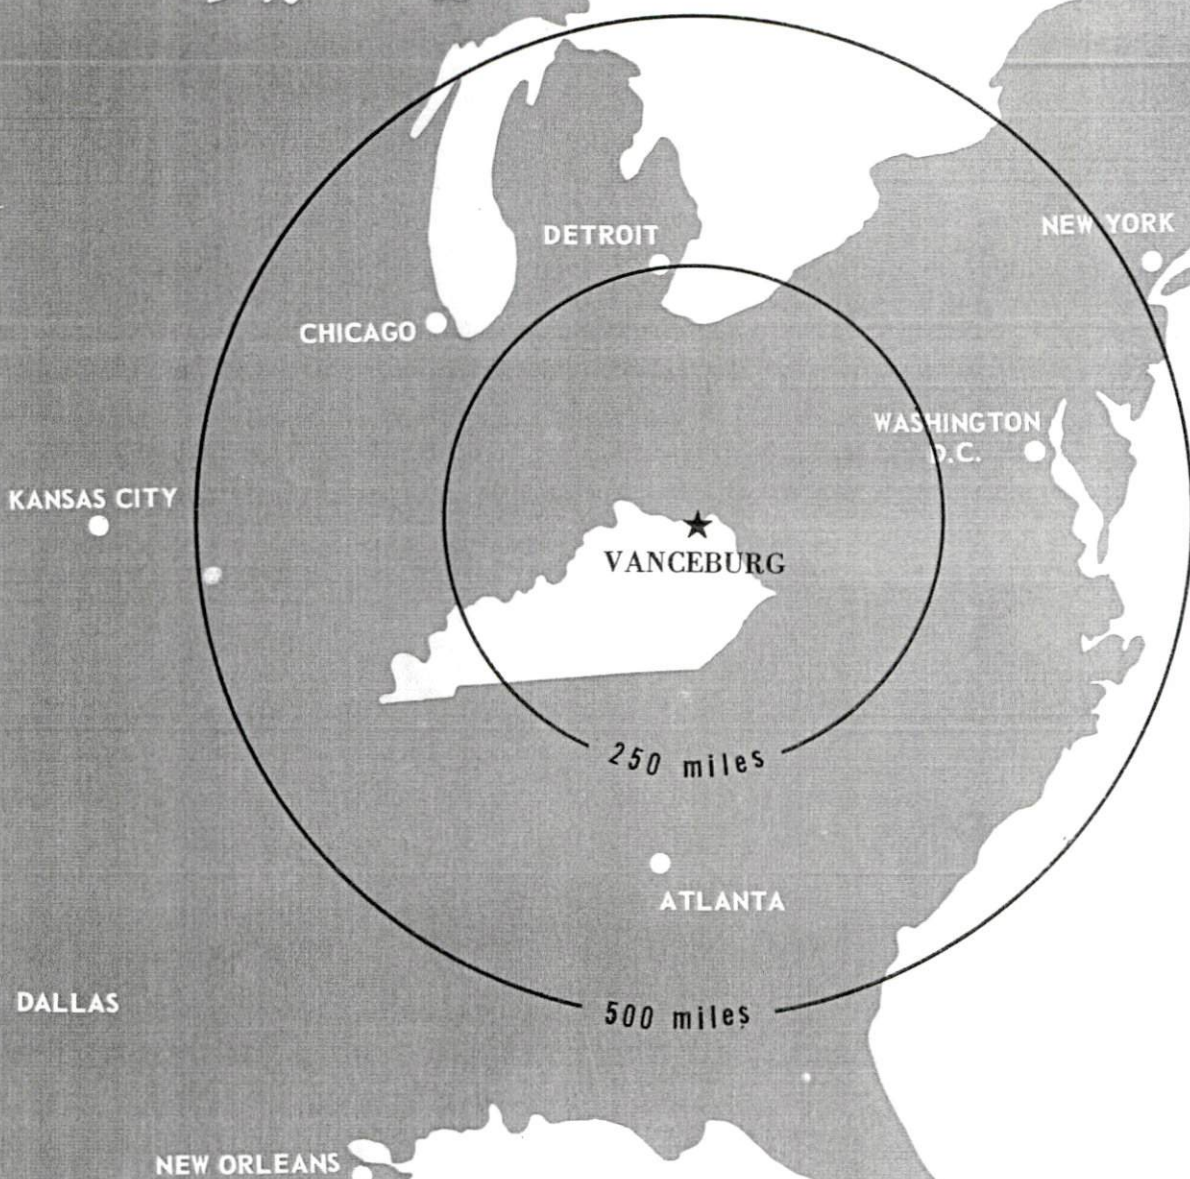 DETROIT
NEW YORK
CHICAGO
WASHINGTON
D.C.
KANSAS CITY
VANCEBURG
250 miles
ATLANTA
DALLAS
500 miles
NEW ORLEANS